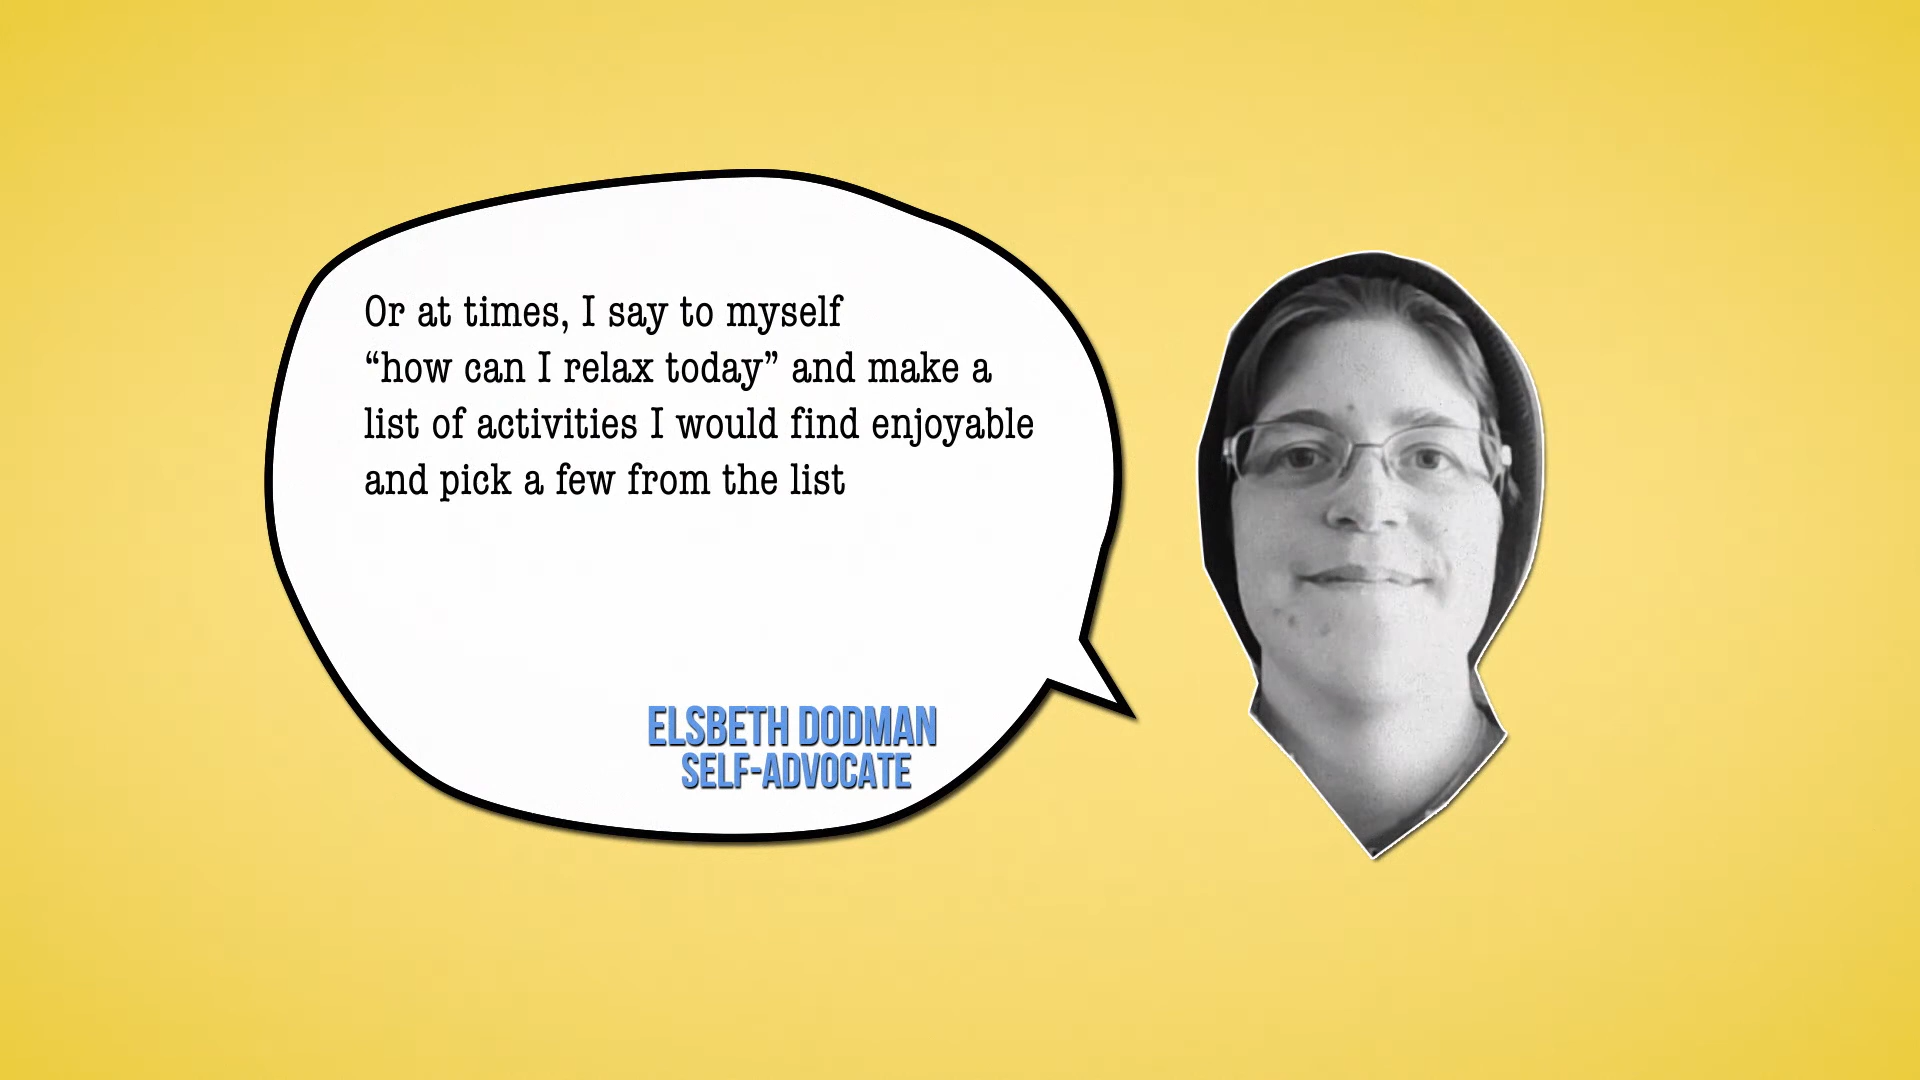 Or at times, I say to myself
“how can I relax today” and make a
list of activities I would find enjoyable
and pick a few from the list
ELSBETH DODMAN
SELF-ADVOCATE